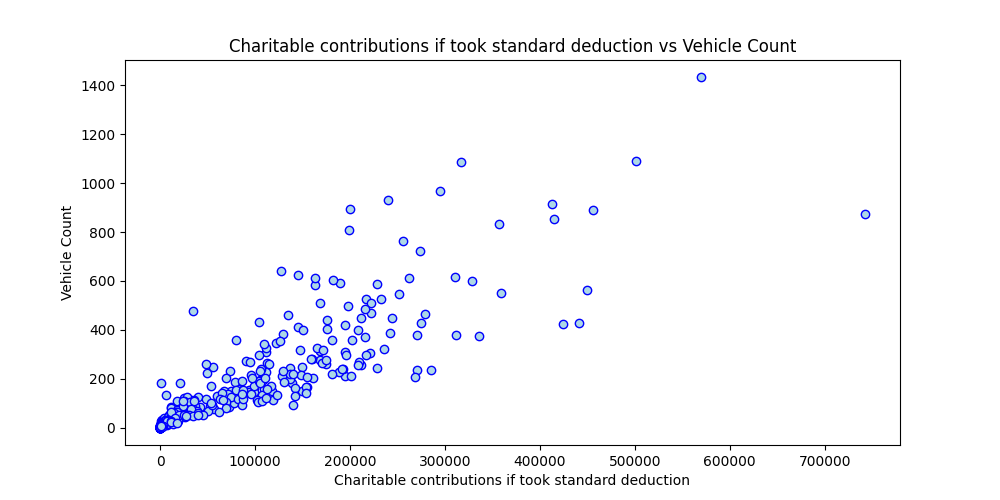 Charitable contributions if took standard deduction vs Vehicle Count
1400
1200
1000
800
600
400
200
0
Vehicle Count
0 100000 200000 300000 400000 500000 600000 700000
Charitable contributions if took standard deduction